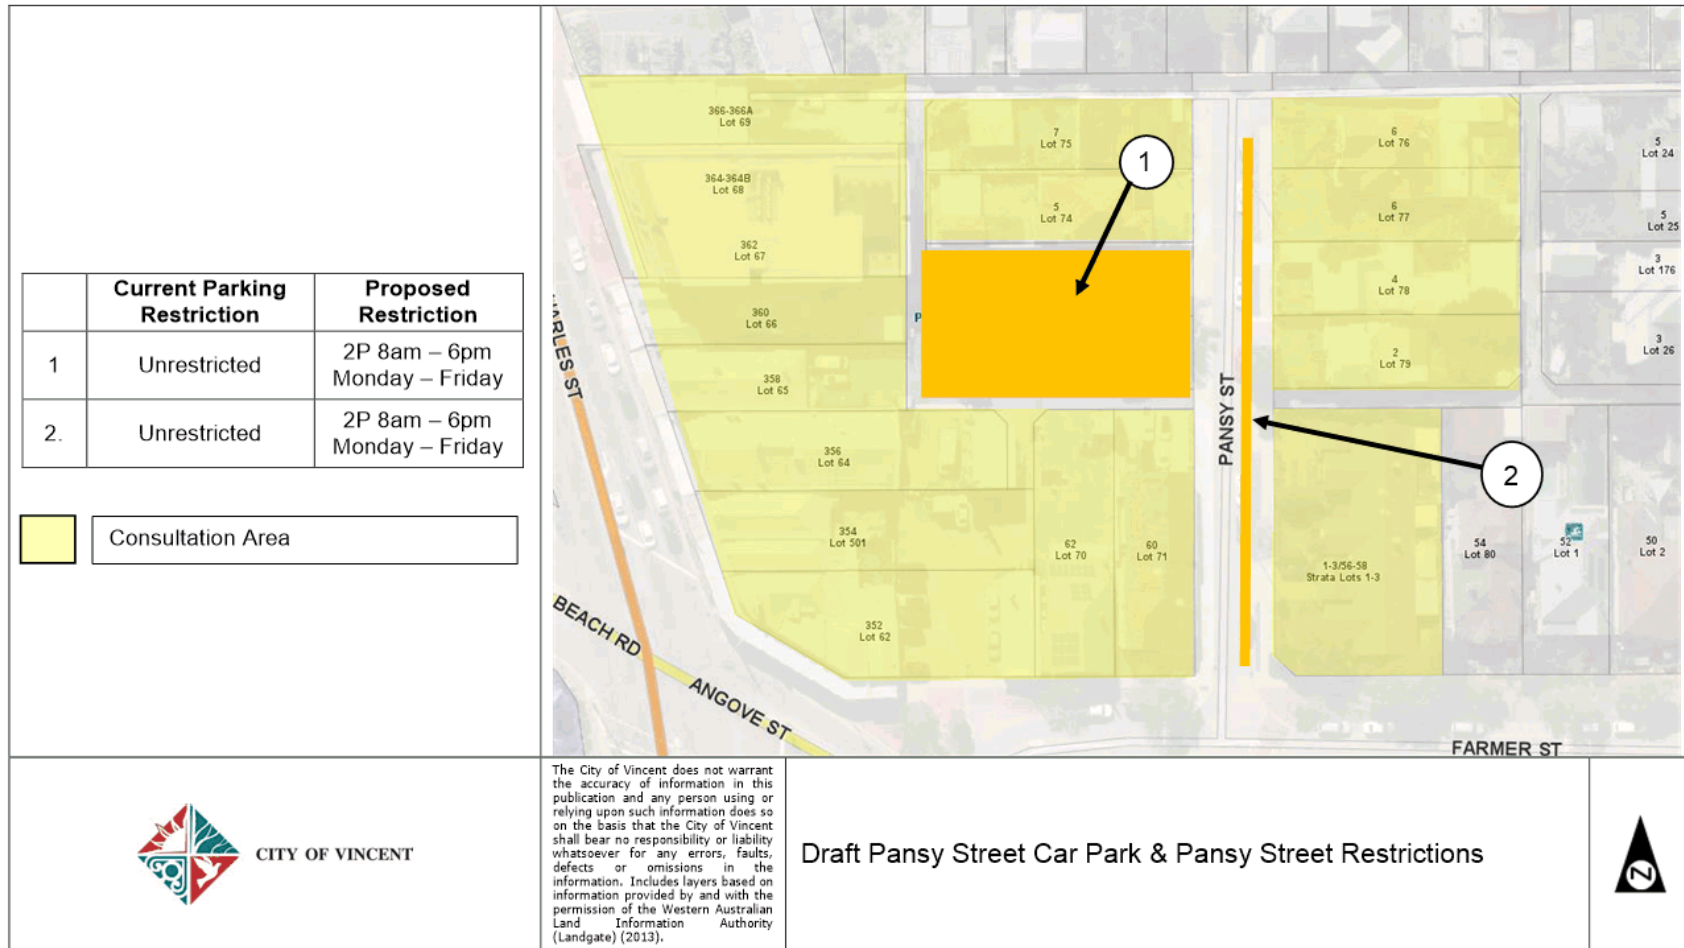 Current Parking Restriction
Proposed Restriction
1
Unrestricted
2P 8am – 6pm
Monday – Friday
2.
Unrestricted
2P 8am – 6pm
Monday – Friday
Consultation Area
366-366A
Lot 69
364-364B
Lot 68
362
Lot 67
360
Lot 66
358
Lot 65
356
Lot 64
354
Lot 501
352
Lot 62
7
Lot 75
5
Lot 74
P
62
Lot 70
60
Lot 71
1
6
Lot 76
6
Lot 77
4
Lot 78
2
Lot 79
2
1-3/56-58
Strata Lots 1-3
54
Lot 80
52
Lot 1
50
Lot 2
5
Lot 24
5
Lot 25
3
Lot 176
3
Lot 26
HARLES ST
PANSY ST
BEACH RD
ANGOVE ST
FARMER ST
CITY OF VINCENT
The City of Vincent does not warrant
the accuracy of information in this
publication and any person using or
relying upon such information does so
on the basis that the City of Vincent
shall bear no responsibility or liability
whatsoever for any errors, faults,
defects or omissions in the
information. Includes layers based on
information provided by and with the
permission of the Western Australian
Land Information Authority
(Landgate) (2013).
Draft Pansy Street Car Park & Pansy Street Restrictions
N